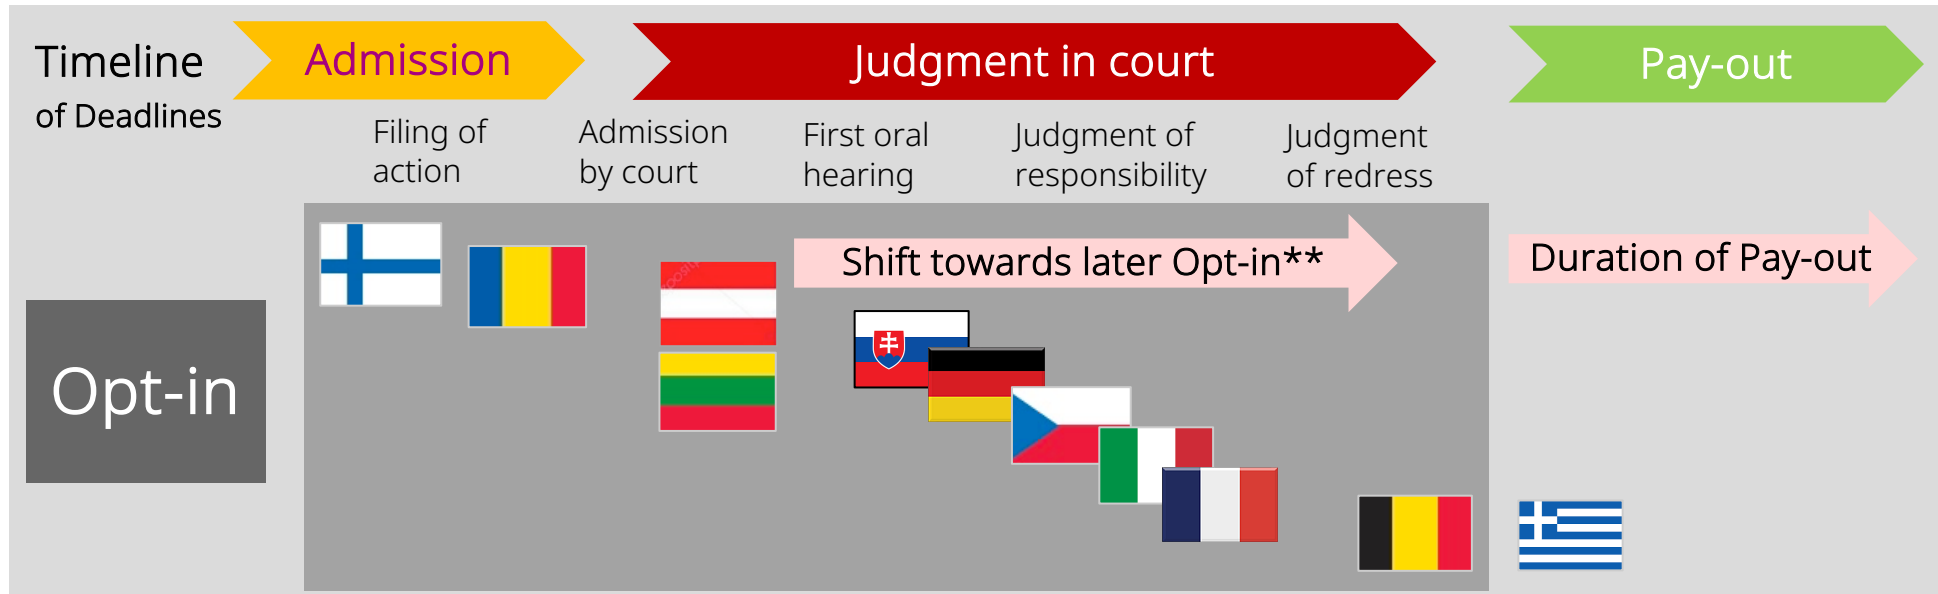 Timeline
of Deadlines
Admission
Judgment in court
Pay-out
Filing of
action
Admission
by court
First oral
hearing
Judgment of
responsibility
Judgment
of redress
Shift towards later Opt-in**
Duration of Pay-out
Opt-in